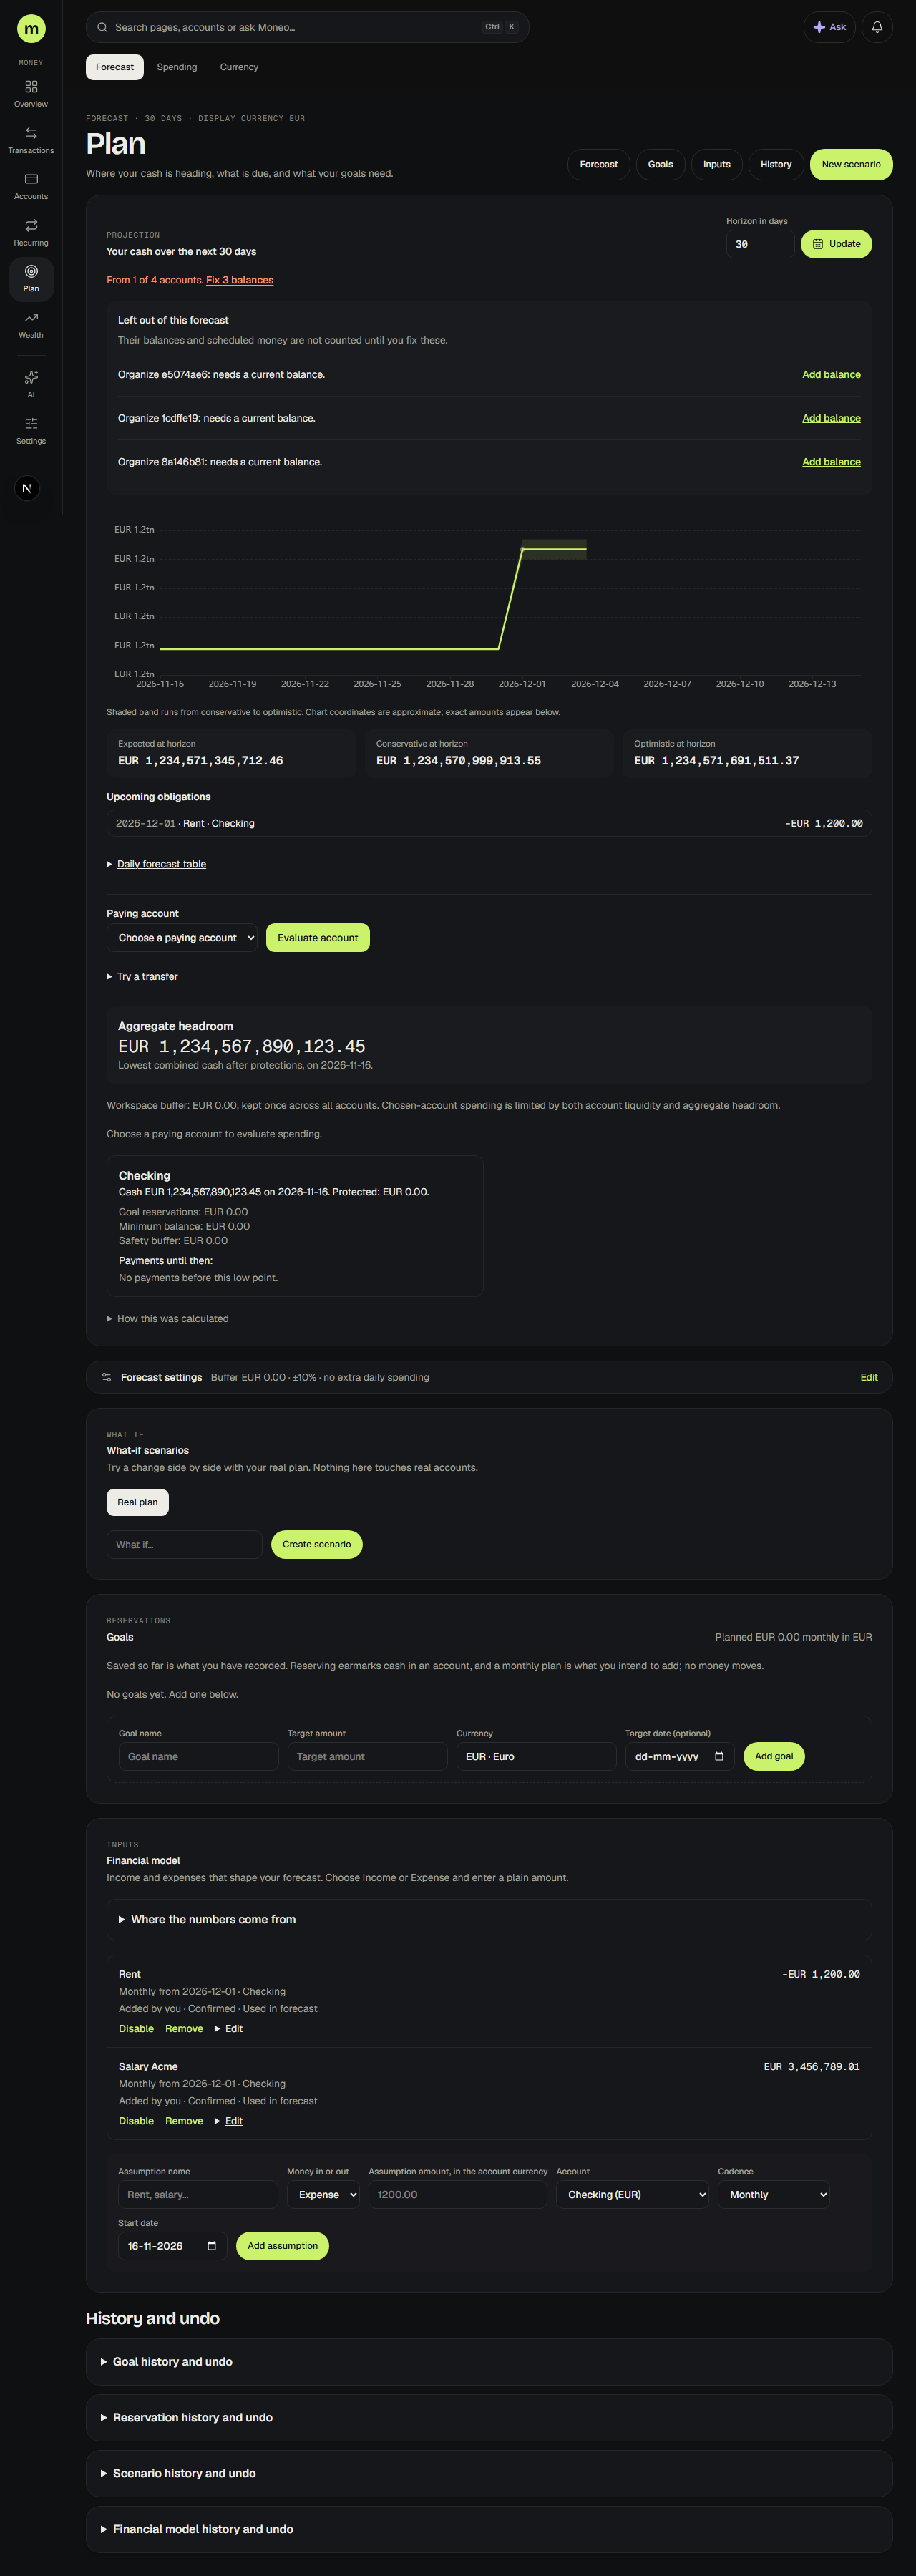 m
Search pages, accounts or ask Moneo...
Ctrl K
Ask
MONEY
Overview
Transactions
Accounts
Recurring
Plan
Wealth
AI
Settings
N
Forecast
Spending
Currency
FORECAST · 30 DAYS · DISPLAY CURRENCY EUR
Plan
Where your cash is heading, what is due, and what your goals need.
Forecast
Goals
Inputs
History
New scenario
PROJECTION
Your cash over the next 30 days
Horizon in days
30
Update
From 1 of 4 accounts. Fix 3 balances
Left out of this forecast
Their balances and scheduled money are not counted until you fix these.
Organize e5074ae6: needs a current balance.
Add balance
Organize 1cdffe19: needs a current balance.
Add balance
Organize 8a146b81: needs a current balance.
Add balance
EUR 1.2tn
EUR 1.2tn
EUR 1.2tn
EUR 1.2tn
EUR 1.2tn
EUR 1.2tn
2026-11-16
2026-11-19
2026-11-22
2026-11-25
2026-11-28
2026-12-01
2026-12-04
2026-12-07
2026-12-10
2026-12-13
Shaded band runs from conservative to optimistic. Chart coordinates are approximate; exact amounts appear below.
Expected at horizon
EUR 1,234,571,345,712.46
Conservative at horizon
EUR 1,234,570,999,913.55
Optimistic at horizon
EUR 1,234,571,691,511.37
Upcoming obligations
2026-12-01 · Rent · Checking
-EUR 1,200.00
Daily forecast table
Paying account
Choose a paying account
Evaluate account
Try a transfer
Aggregate headroom
EUR 1,234,567,890,123.45
Lowest combined cash after protections, on 2026-11-16.
Workspace buffer: EUR 0.00, kept once across all accounts. Chosen-account spending is limited by both account liquidity and aggregate headroom.
Choose a paying account to evaluate spending.
Checking
Cash EUR 1,234,567,890,123.45 on 2026-11-16. Protected: EUR 0.00.
Goal reservations: EUR 0.00
Minimum balance: EUR 0.00
Safety buffer: EUR 0.00
Payments until then:
No payments before this low point.
How this was calculated
Forecast settings Buffer EUR 0.00 · ±10% · no extra daily spending
Edit
WHAT IF
What-if scenarios
Try a change side by side with your real plan. Nothing here touches real accounts.
Real plan
What if...
Create scenario
RESERVATIONS
Goals
Planned EUR 0.00 monthly in EUR
Saved so far is what you have recorded. Reserving earmarks cash in an account, and a monthly plan is what you intend to add; no money moves.
No goals yet. Add one below.
Goal name
Target amount
Currency
Target date (optional)
Goal name
Target amount
EUR · Euro
dd-mm-yyyy
Add goal
INPUTS
Financial model
Income and expenses that shape your forecast. Choose Income or Expense and enter a plain amount.
Where the numbers come from
Rent
-EUR 1,200.00
Monthly from 2026-12-01 · Checking
Added by you · Confirmed · Used in forecast
Disable Remove Edit
Salary Acme
EUR 3,456,789.01
Monthly from 2026-12-01 · Checking
Added by you · Confirmed · Used in forecast
Disable Remove Edit
Assumption name
Money in or out
Assumption amount, in the account currency
Account
Cadence
Rent, salary...
Expense
1200.00
Checking (EUR)
Monthly
Start date
16-11-2026
Add assumption
History and undo
Goal history and undo
Reservation history and undo
Scenario history and undo
Financial model history and undo